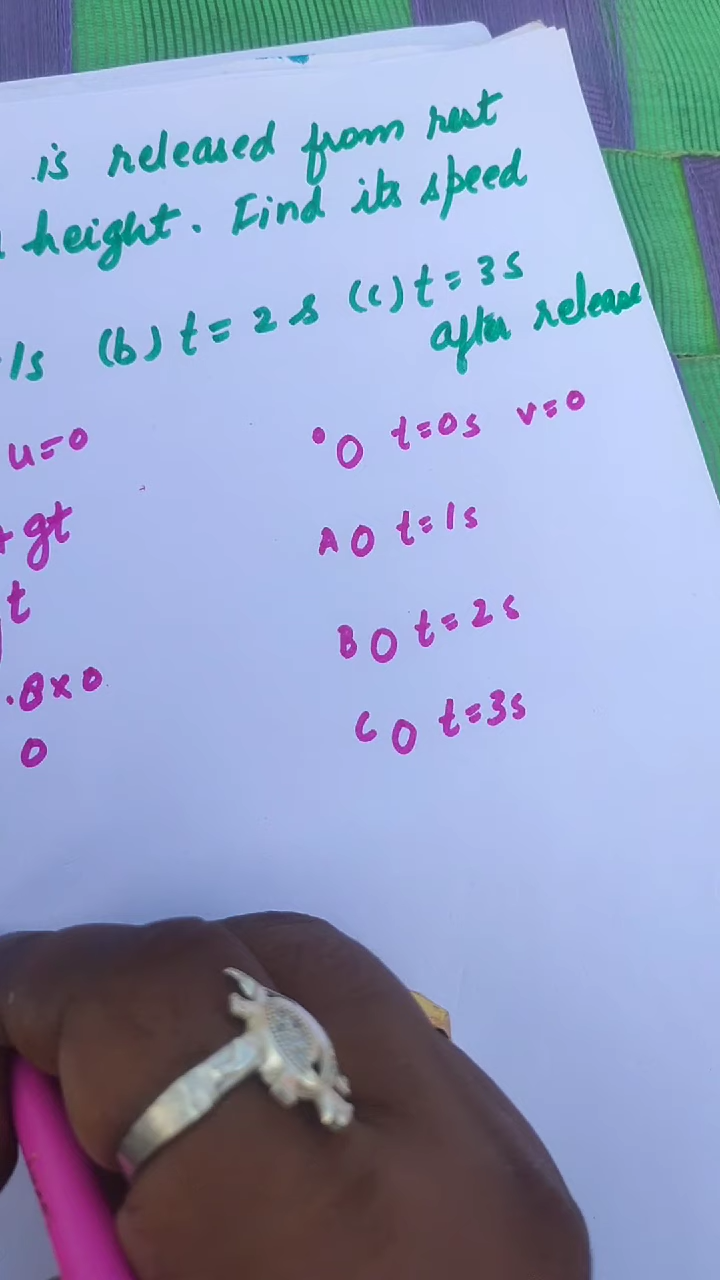 is released from rest
height. Find its speed
1s (b) t = 2 s (c) t = 3 s
after release
u = 0
O t = 0s v = 0
+ gt
A O t = 1s
t
B O t = 2s
.8 x 0
C O t = 3s
0